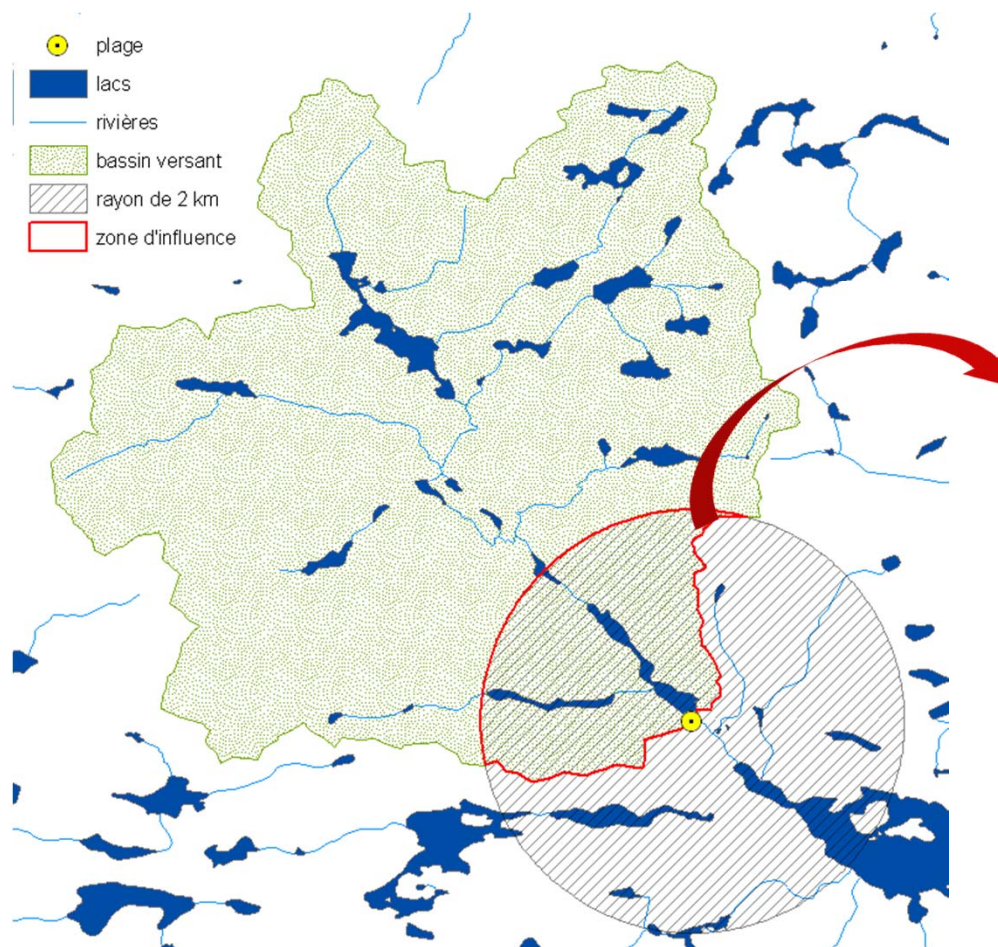 plage
lacs
rivières
bassin versant
rayon de 2 km
zone d'influence